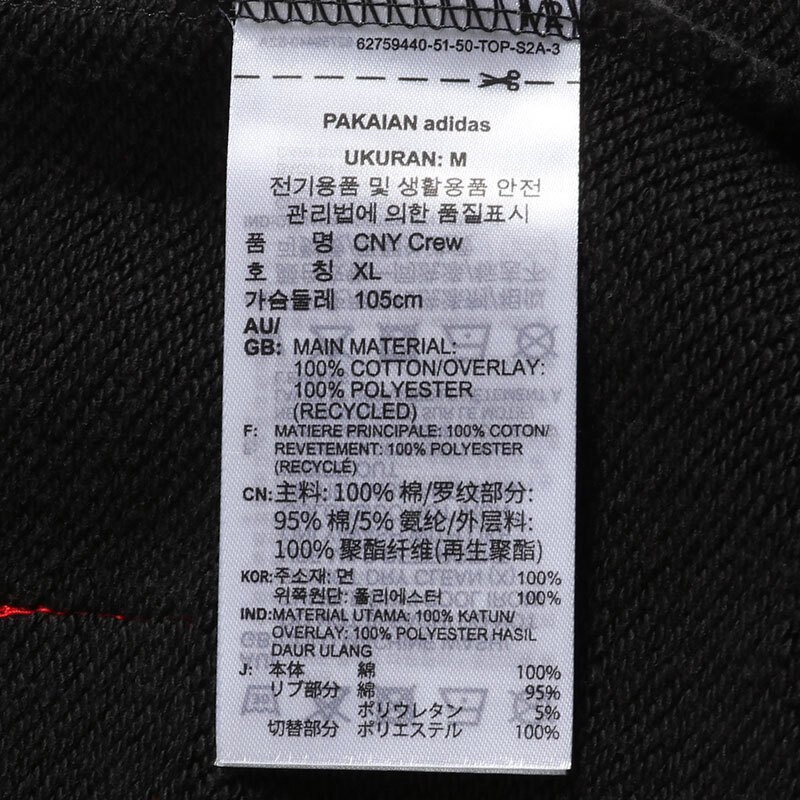 62759440-51-50-TOP-S2A-3
PAKAIAN adidas
UKURAN: M
전기용품 및 생활용품 안전
관리법에 의한 품질표시
품 명 CNY Crew
호 칭 XL
가슴둘레 105cm
AU/
GB: MAIN MATERIAL:
100% COTTON/OVERLAY:
100% POLYESTER
(RECYCLED)
F: MATIERE PRINCIPALE: 100% COTON/
REVETEMENT: 100% POLYESTER
(RECYCLÉ)
CN:主料: 100% 棉/罗纹部分:
95% 棉/5% 氨纶/外层料:
100% 聚酯纤维(再生聚酯)
KOR:주소재: 면 100%
위쪽원단: 폴리에스터 100%
IND:MATERIAL UTAMA: 100% KATUN/
OVERLAY: 100% POLYESTER HASIL
DAUR ULANG
J: 本体 綿 100%
リブ部分 綿 95%
ポリウレタン 5%
切替部分 ポリエステル 100%